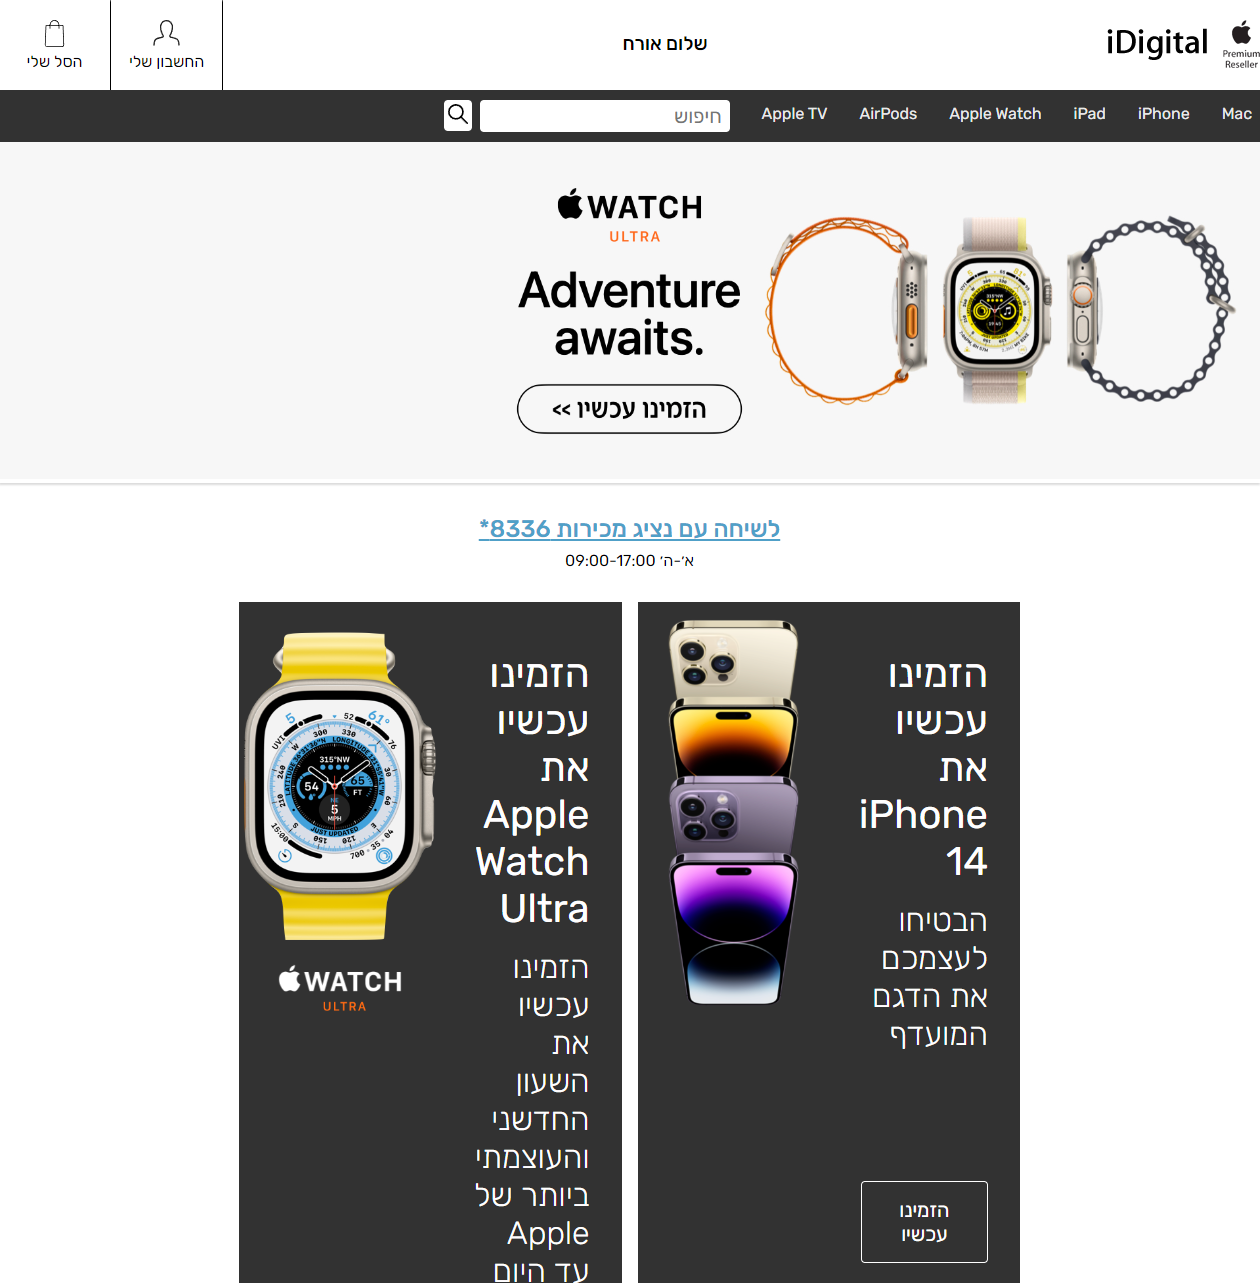 Premium
Reseller
iDigital
שלום אורח
החשבון שלי
הסל שלי
Mac
iPhone
iPad
Apple Watch
AirPods
Apple TV
חיפוש
WATCH
ULTRA
Adventure
awaits.
הזמינו עכשיו >>
לשיחה עם נציג מכירות 8336*
א׳-ה׳ 09:00-17:00
הזמינו
עכשיו
את
iPhone
14
הבטיחו
לעצמכם
את הדגם
המועדף
הזמינו
עכשיו
הזמינו
עכשיו
את
Apple
Watch
Ultra
הזמינו
עכשיו
את
השעון
החדשני
והעוצמתי
ביותר של
Apple
עד היום
WATCH
ULTRA